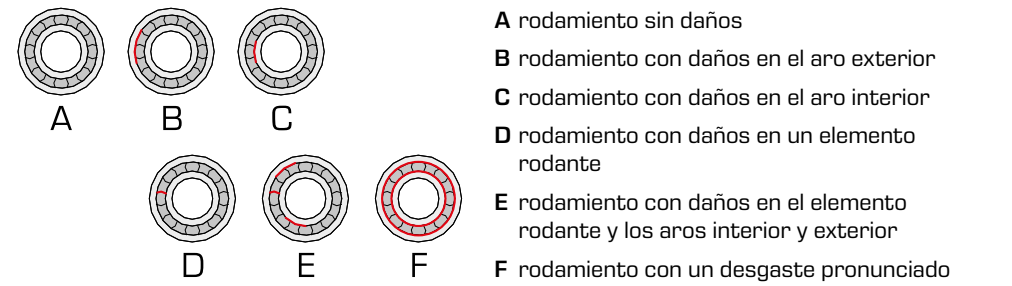 A B C
D E F
A rodamiento sin daños
B rodamiento con daños en el aro exterior
C rodamiento con daños en el aro interior
D rodamiento con daños en un elemento
rodante
E rodamiento con daños en el elemento
rodante y los aros interior y exterior
F rodamiento con un desgaste pronunciado